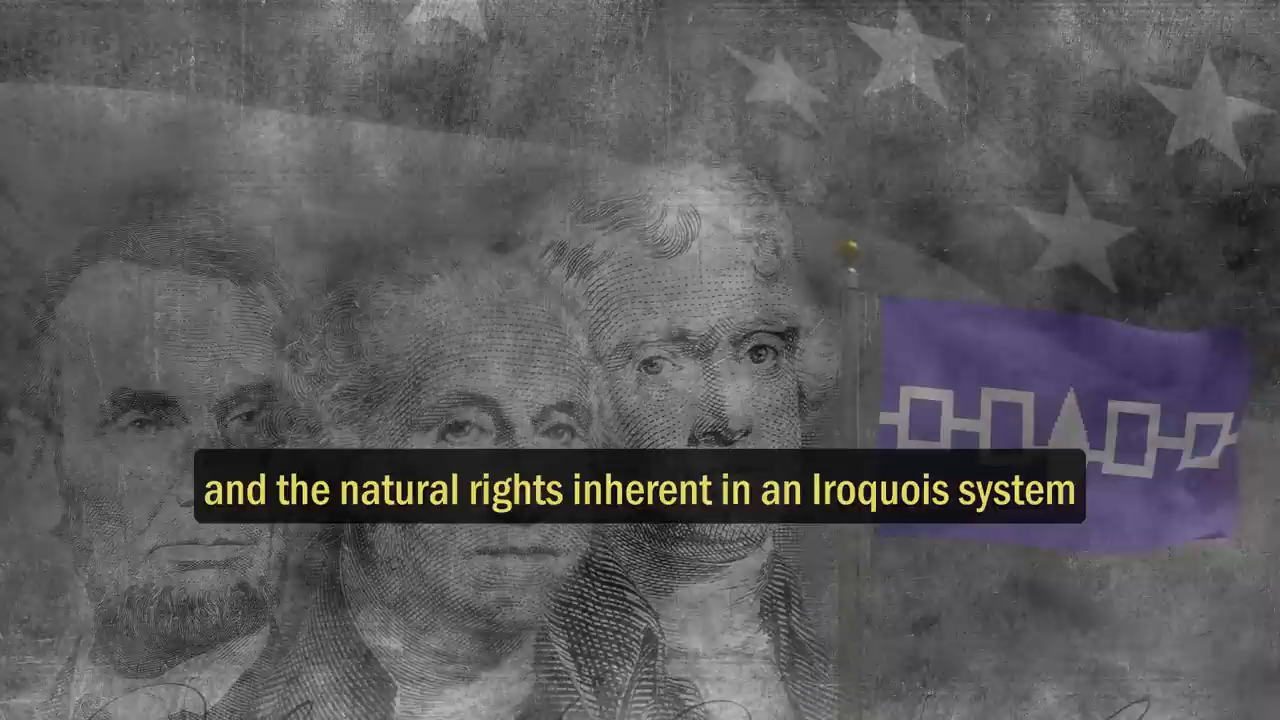 and the natural rights inherent in an Iroquois system